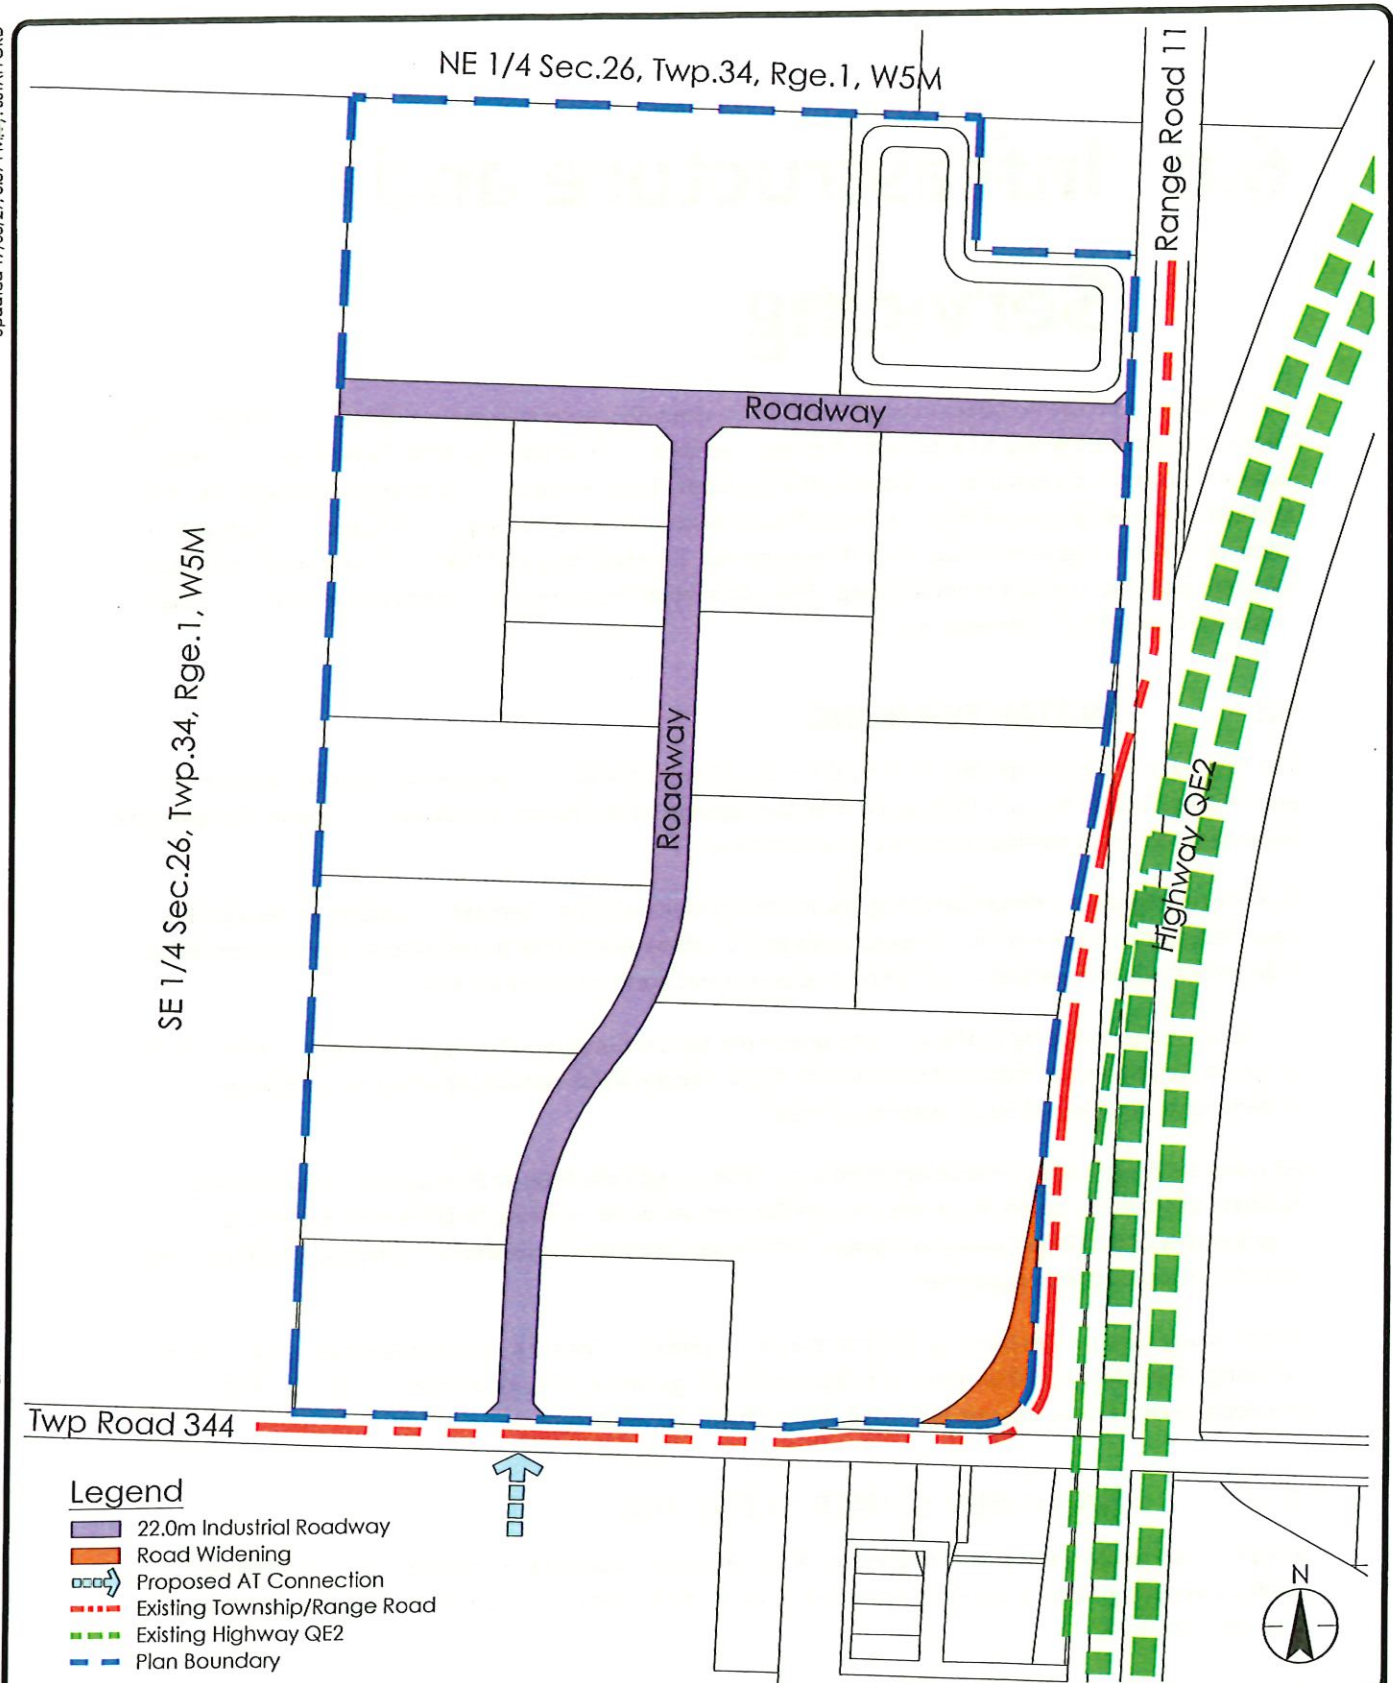 NE 1/4 Sec.26, Twp.34, Rge.1, W5M
Range Road 11
Roadway
SE 1/4 Sec.26, Twp.34, Rge.1, W5M
Roadway
Highway QE2
Twp Road 344
Legend
22.0m Industrial Roadway
Road Widening
Proposed AT Connection
Existing Township/Range Road
Existing Highway QE2
Plan Boundary
N